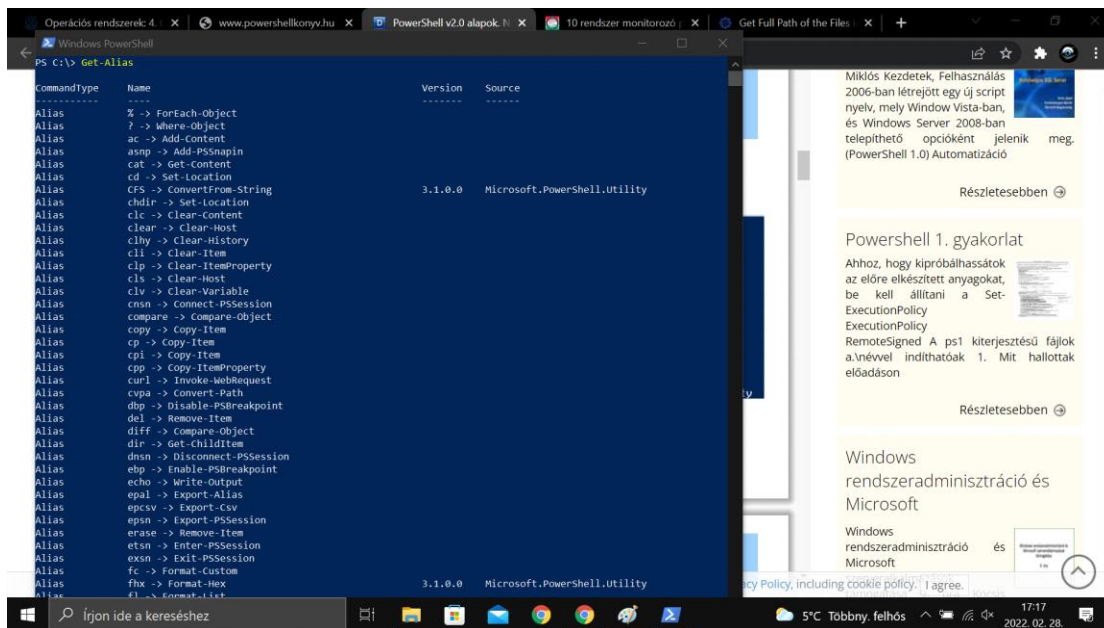 Operációs rendszerek: 4.
www.powershellkonyv.hu
PowerShell v2.0 alapok. N
10 rendszer monitorozó
Get Full Path of the Files
Windows PowerShell
PS C:\> Get-Alias
CommandType Name Version Source
----------- ---- ------- ------
Alias % -> ForEach-Object
Alias ? -> Where-Object
Alias ac -> Add-Content
Alias asnp -> Add-PSSnapin
Alias cat -> Get-Content
Alias cd -> Set-Location
Alias CFS -> ConvertFrom-String 3.1.0.0 Microsoft.PowerShell.Utility
Alias chdir -> Set-Location
Alias clc -> Clear-Content
Alias clear -> Clear-Host
Alias clhy -> Clear-History
Alias cli -> Clear-Item
Alias clp -> Clear-ItemProperty
Alias cls -> Clear-Host
Alias clv -> Clear-Variable
Alias cnsn -> Connect-PSSession
Alias compare -> Compare-Object
Alias copy -> Copy-Item
Alias cp -> Copy-Item
Alias cpi -> Copy-Item
Alias cpp -> Copy-ItemProperty
Alias curl -> Invoke-WebRequest
Alias cvpa -> Convert-Path
Alias dbp -> Disable-PSBreakpoint
Alias del -> Remove-Item
Alias diff -> Compare-Object
Alias dir -> Get-ChildItem
Alias dnsn -> Disconnect-PSSession
Alias ebp -> Enable-PSBreakpoint
Alias echo -> Write-Output
Alias epal -> Export-Alias
Alias epcsv -> Export-Csv
Alias epsn -> Export-PSSession
Alias erase -> Remove-Item
Alias etsn -> Enter-PSSession
Alias exsn -> Exit-PSSession
Alias fc -> Format-Custom
Alias fhx -> Format-Hex 3.1.0.0 Microsoft.PowerShell.Utility
Alias fl -> Format-List
ty
Miklós Kezdetek, Felhasználás
2006-ban létrejött egy új script
nyelv, mely Window Vista-ban,
és Windows Server 2008-ban
telepíthető opcióként jelenik meg.
(PowerShell 1.0) Automatizáció
Részletesebben
Powershell 1. gyakorlat
Ahhoz, hogy kipróbálhassátok
az előre elkészített anyagokat,
be kell állítani a Set-
ExecutionPolicy
ExecutionPolicy
RemoteSigned A ps1 kiterjesztésű fájlok
a.\névvel indíthatóak 1. Mit hallottak
előadáson
Részletesebben
Windows
rendszeradminisztráció és
Microsoft
Windows
rendszeradminisztráció és
Microsoft
acy Policy, including cookie policy. I agree.
Írjon ide a kereséshez
5°C Többny. felhős
17:17
2022. 02. 28.